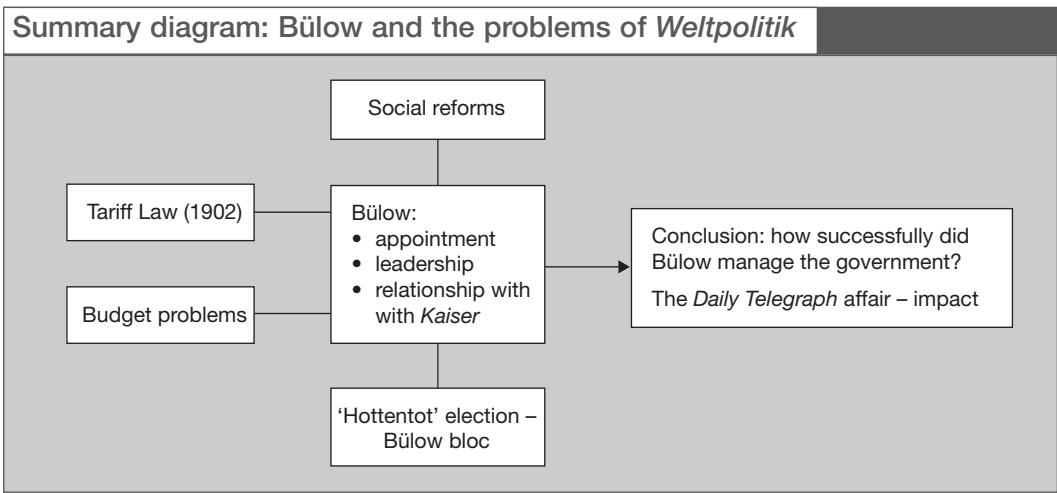 Summary diagram: Bülow and the problems of Weltpolitik
Social reforms
Tariff Law (1902)
Budget problems
Bülow:
• appointment
• leadership
• relationship with
with Kaiser
‘Hottentot’ election –
Bülow bloc
Conclusion: how successfully did
Bülow manage the government?
The Daily Telegraph affair – impact